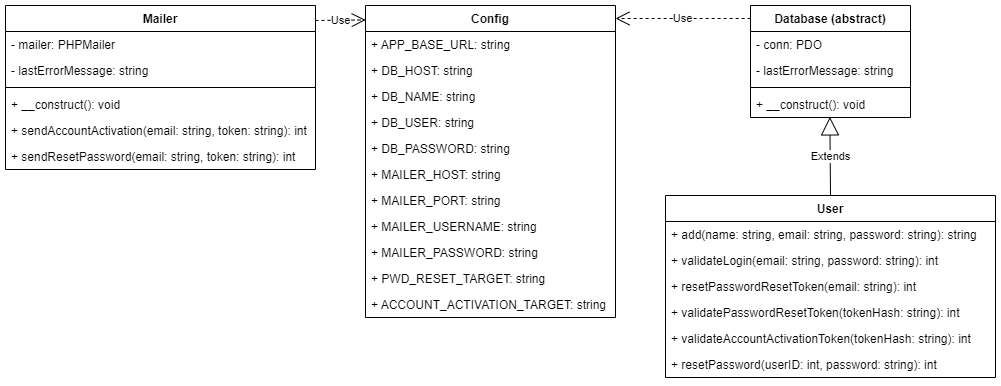 Mailer
- mailer: PHPMailer
- lastErrorMessage: string
+ __construct(): void
+ sendAccountActivation(email: string, token: string): int
+ sendResetPassword(email: string, token: string): int
Use
Config
+ APP_BASE_URL: string
+ DB_HOST: string
+ DB_NAME: string
+ DB_USER: string
+ DB_PASSWORD: string
+ MAILER_HOST: string
+ MAILER_PORT: string
+ MAILER_USERNAME: string
+ MAILER_PASSWORD: string
+ PWD_RESET_TARGET: string
+ ACCOUNT_ACTIVATION_TARGET: string
Use
Database (abstract)
- conn: PDO
- lastErrorMessage: string
+ __construct(): void
Extends
User
+ add(name: string, email: string, password: string): string
+ validateLogin(email: string, password: string): int
+ resetPasswordResetToken(email: string): int
+ validatePasswordResetToken(tokenHash: string): int
+ validateAccountActivationToken(tokenHash: string): int
+ resetPassword(userID: int, password: string): int